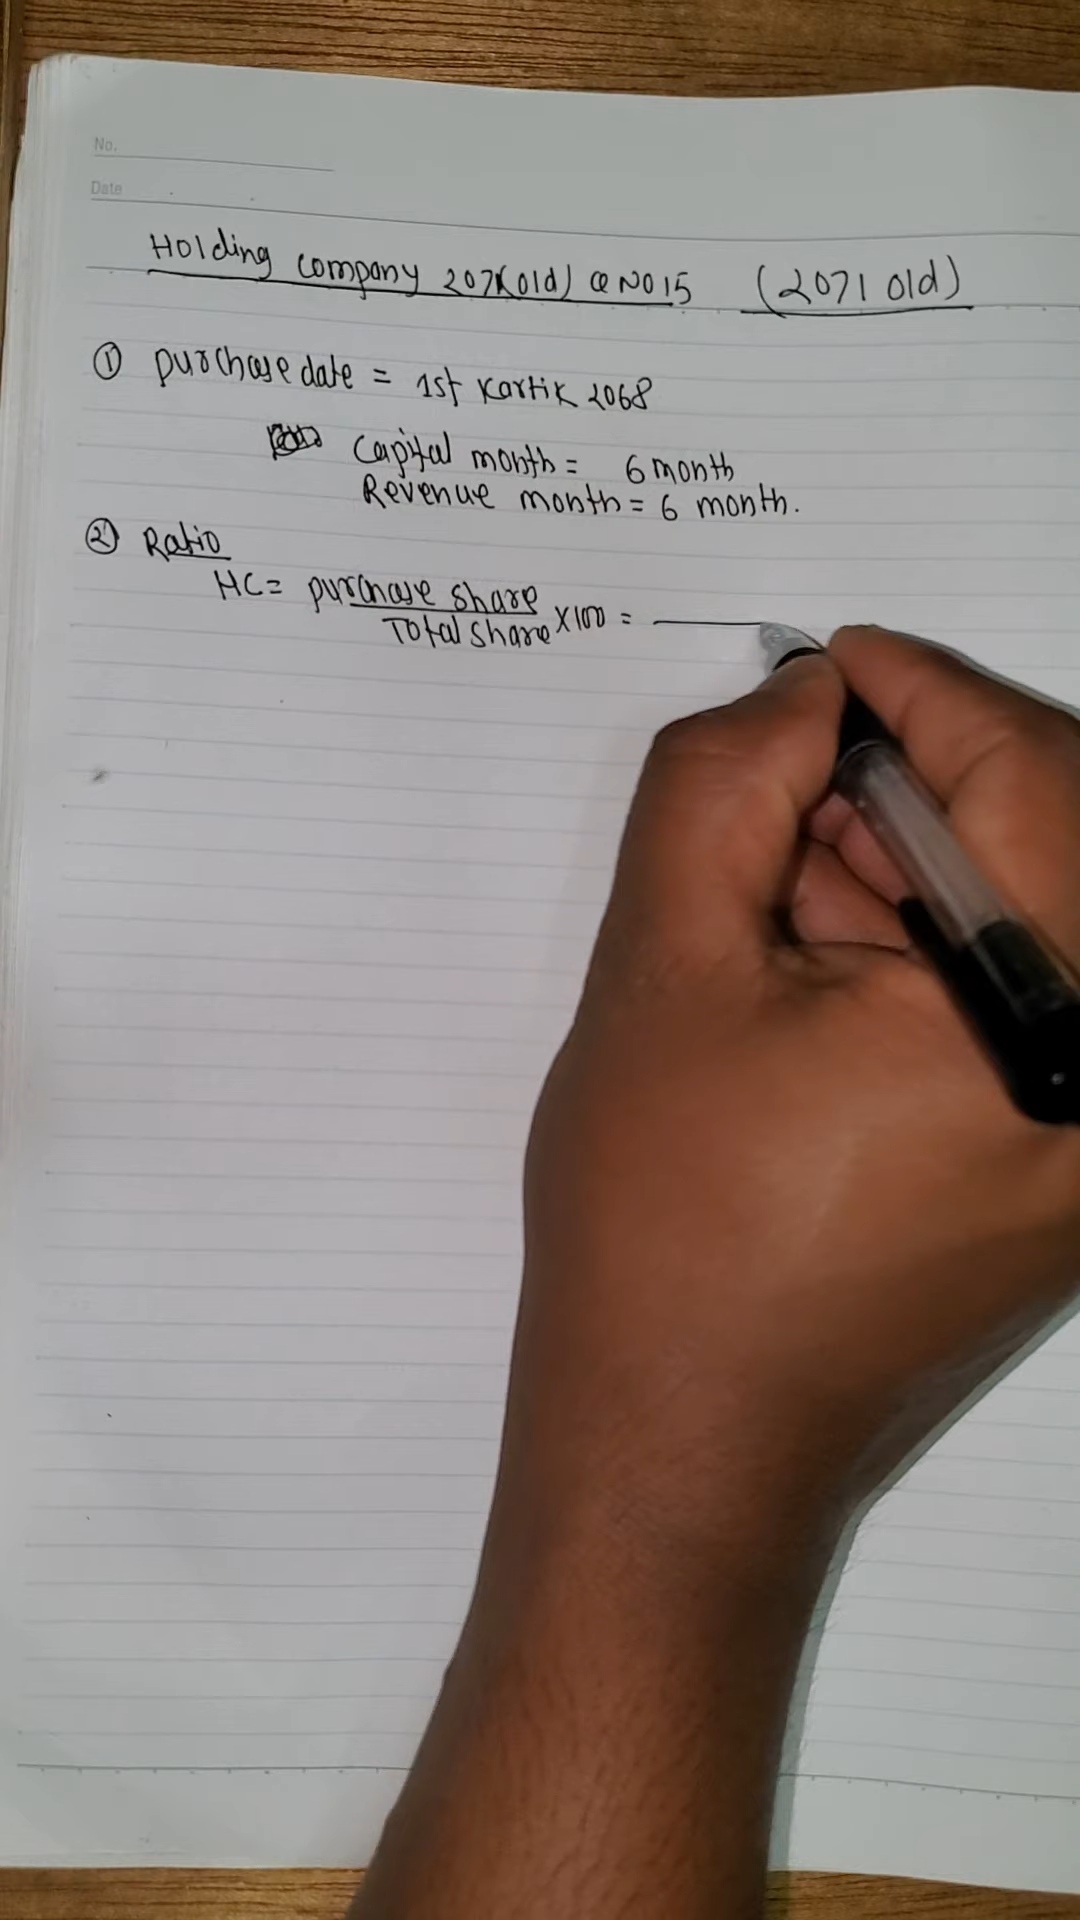 No.
Date
Holding company 207x(old) Q NO 15 (2071 old)
① purchase date = 1st Kartik 2068
Capital month = 6 month
Revenue month = 6 month.
② Ratio
HC = purchase share
Total share ×100 =